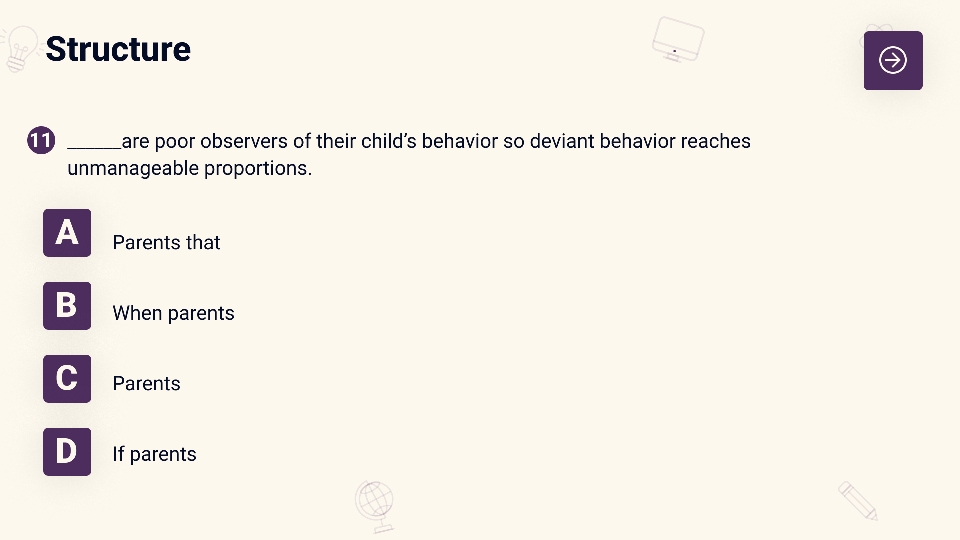 Structure
11 ______are poor observers of their child’s behavior so deviant behavior reaches
unmanageable proportions.
A Parents that
B When parents
C Parents
D If parents